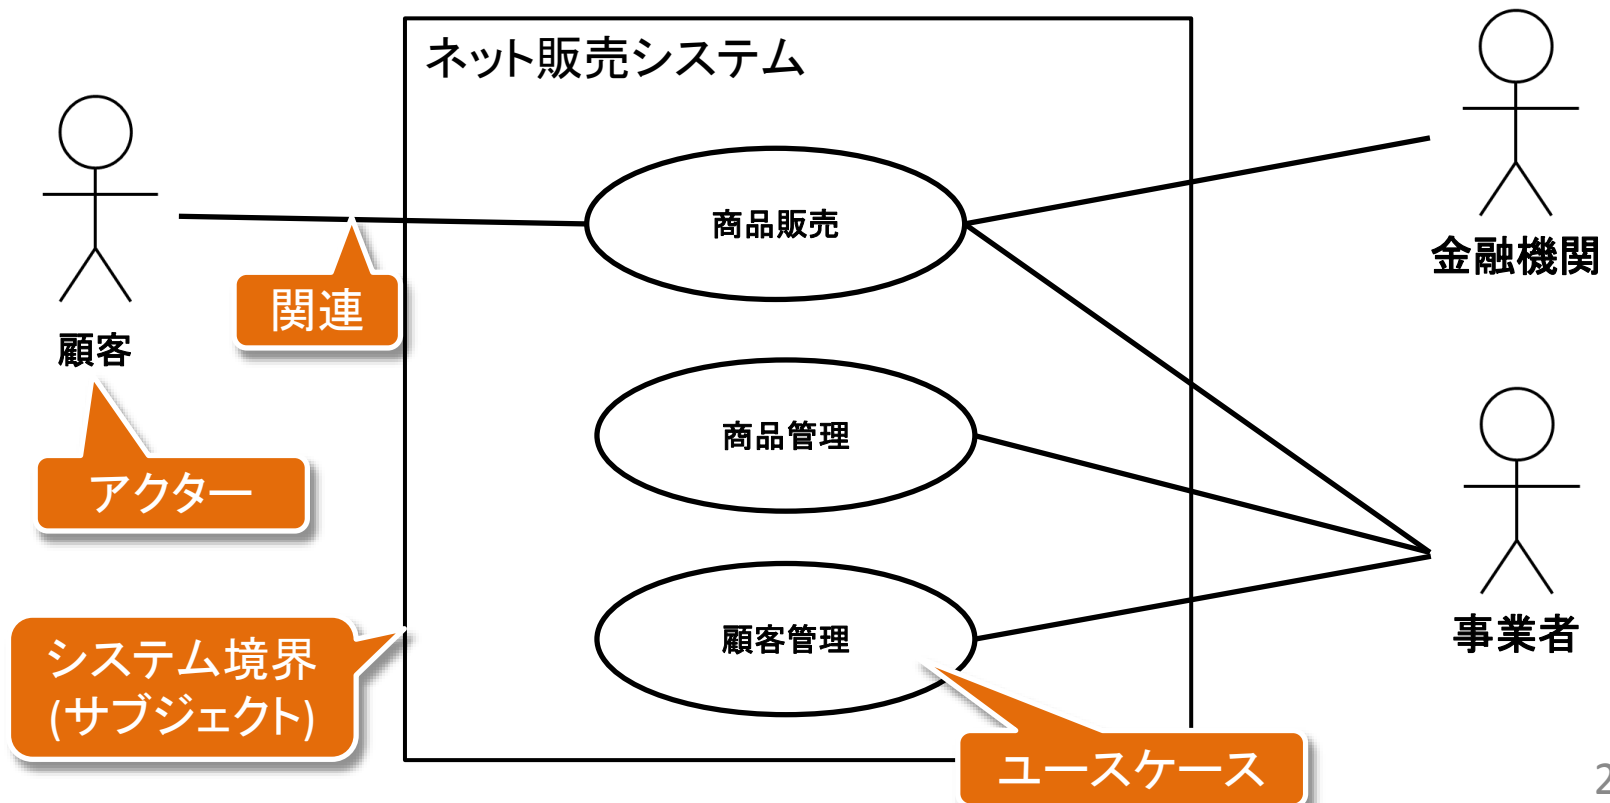 ネット販売システム
商品販売
金融機関
関連
顧客
商品管理
アクター
顧客管理
事業者
システム境界
(サブジェクト)
ユースケース
2